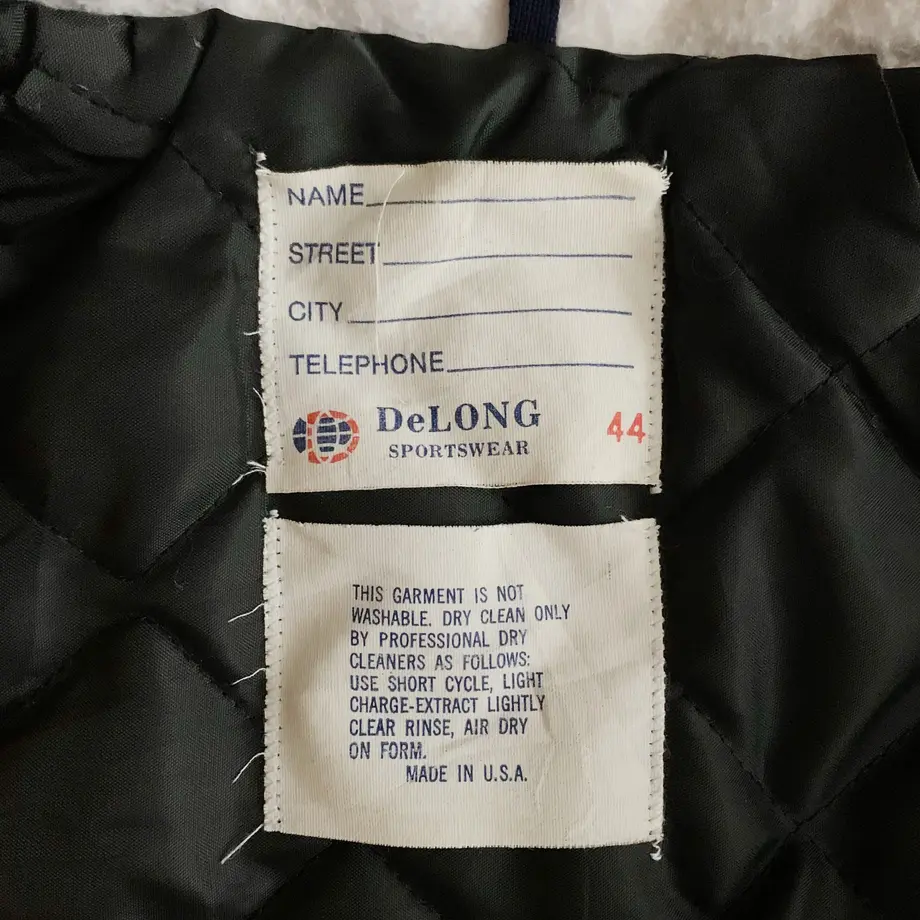 NAME
STREET
CITY
TELEPHONE
DeLONG
SPORTSWEAR
44
THIS GARMENT IS NOT
WASHABLE. DRY CLEAN ONLY
BY PROFESSIONAL DRY
CLEANERS AS FOLLOWS:
USE SHORT CYCLE, LIGHT
CHARGE-EXTRACT LIGHTLY
CLEAR RINSE, AIR DRY
ON FORM.
MADE IN U.S.A.